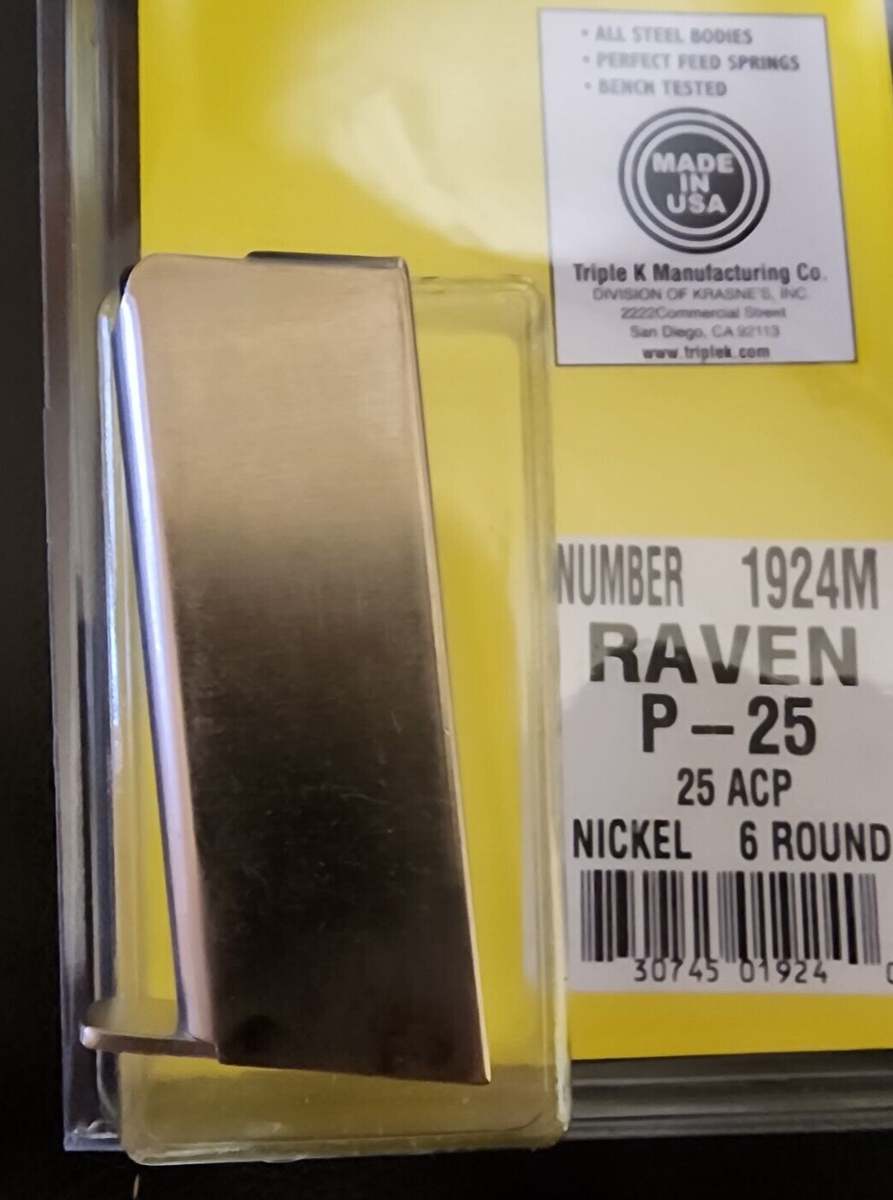 • ALL STEEL BODIES
• PERFECT FEED SPRINGS
• BENCH TESTED
MADE
IN
USA
Triple K Manufacturing Co.
DIVISION OF KRASNE'S, INC.
2222Commercial Street
San Diego, CA 92113
www.triplek.com
NUMBER 1924M
RAVEN
P-25
25 ACP
NICKEL 6 ROUND
30745 01924